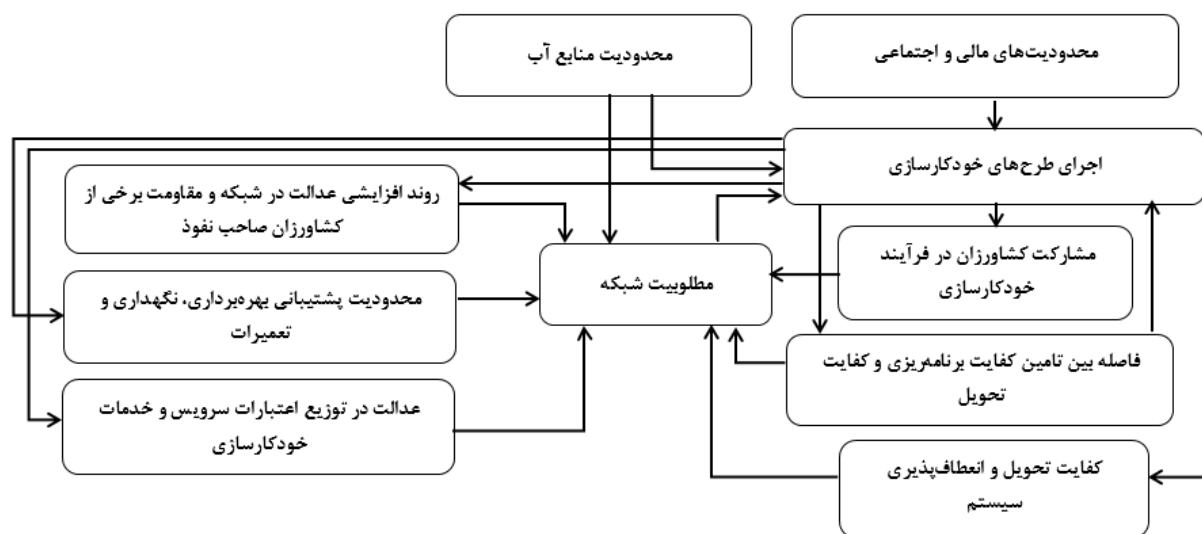 محدودیت‌های مالی و اجتماعی
محدودیت منابع آب
اجرای طرح‌های خودکارسازی
روند افزایشی عدالت در شبکه و مقاومت برخی از
کشاورزان صاحب نفوذ
مشارکت کشاورزان در فرآیند
خودکارسازی
مطلوبیت شبکه
محدودیت پشتیبانی بهره‌برداری، نگهداری و
تعمیرات
فاصله بین تامین کفایت برنامه‌ریزی و کفایت
تحویل
عدالت در توزیع اعتبارات سرویس و خدمات
خودکارسازی
کفایت تحویل و انعطاف‌پذیری
سیستم